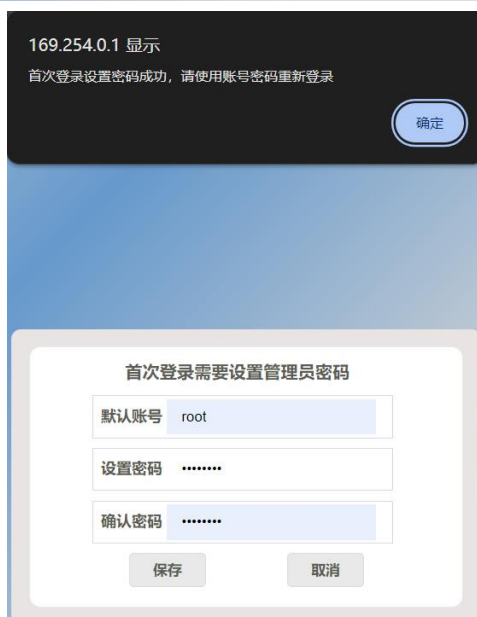 169.254.0.1 显示
首次登录设置密码成功，请使用账号密码重新登录
确定
首次登录需要设置管理员密码
默认账号 root
设置密码 ••••••••
确认密码 ••••••••
保存 取消